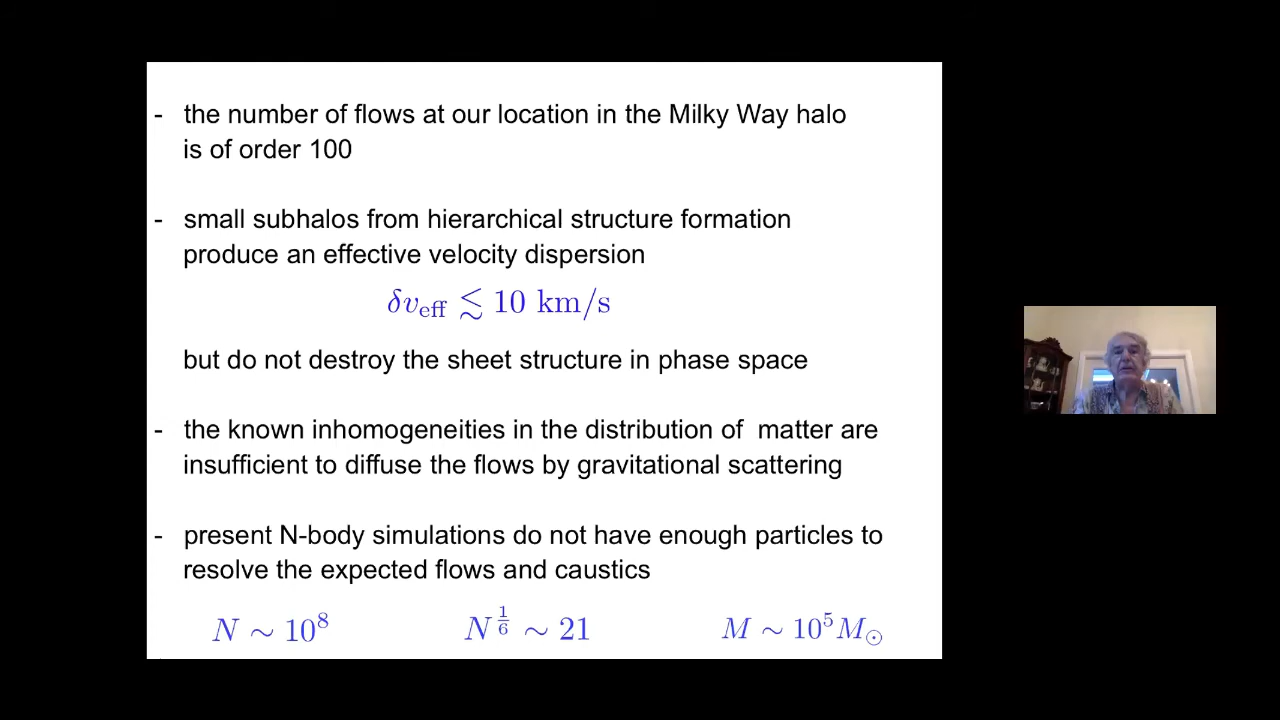 - the number of flows at our location in the Milky Way halo
is of order 100
- small subhalos from hierarchical structure formation
produce an effective velocity dispersion
δv_eff ≲ 10 km/s
but do not destroy the sheet structure in phase space
- the known inhomogeneities in the distribution of matter are
insufficient to diffuse the flows by gravitational scattering
- present N-body simulations do not have enough particles to
resolve the expected flows and caustics
N ∼ 10^8 N^{1/6} ∼ 21 M ∼ 10^5 M_⊙